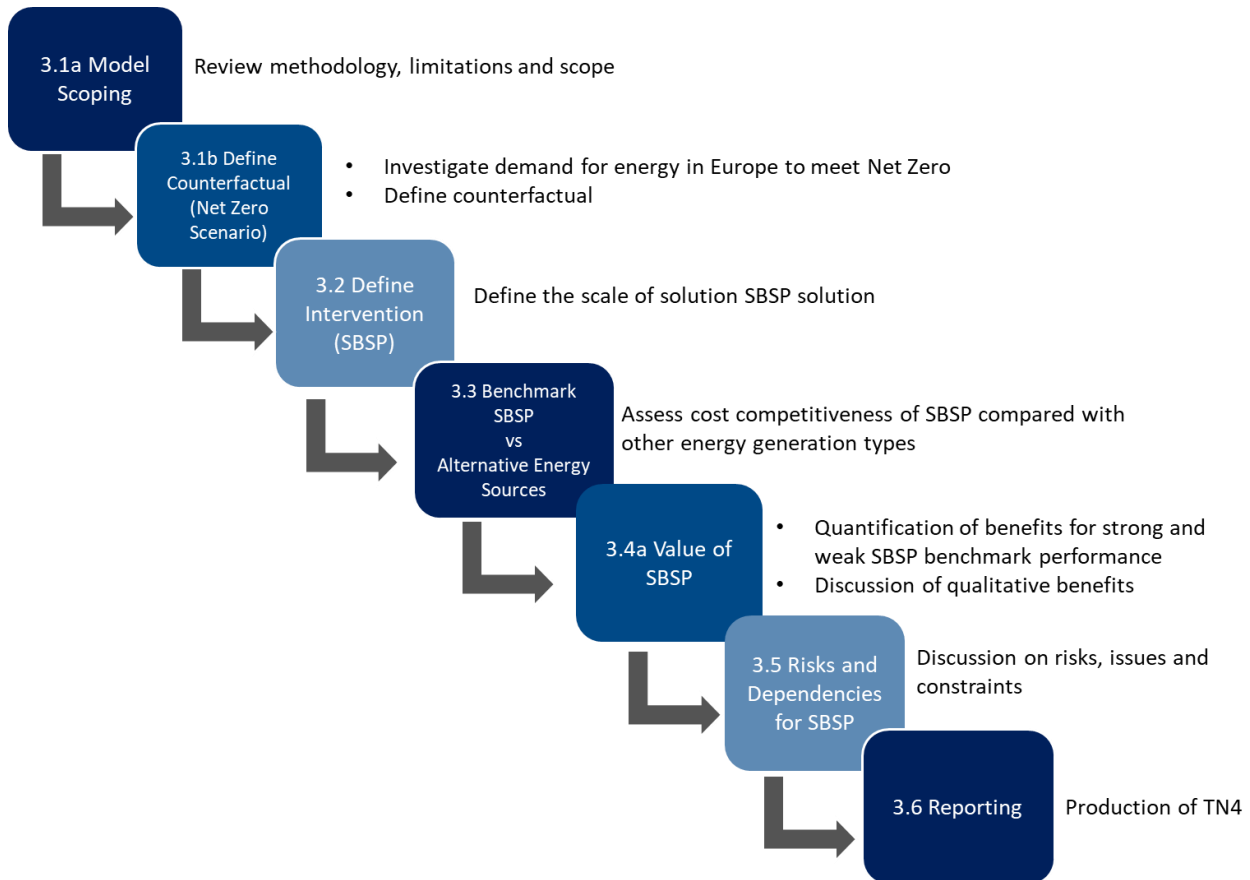 3.1a Model
Scoping
Review methodology, limitations and scope
3.1b Define
Counterfactual
(Net Zero
Scenario)
• Investigate demand for energy in Europe to meet Net Zero
• Define counterfactual
3.2 Define
Intervention
(SBSP)
Define the scale of solution SBSP solution
3.3 Benchmark
SBSP
vs
Alternative Energy
Sources
Assess cost competitiveness of SBSP compared with
other energy generation types
3.4a Value of
SBSP
• Quantification of benefits for strong and
weak SBSP benchmark performance
• Discussion of qualitative benefits
3.5 Risks and
Dependencies
for SBSP
Discussion on risks, issues and
constraints
3.6 Reporting
Production of TN4